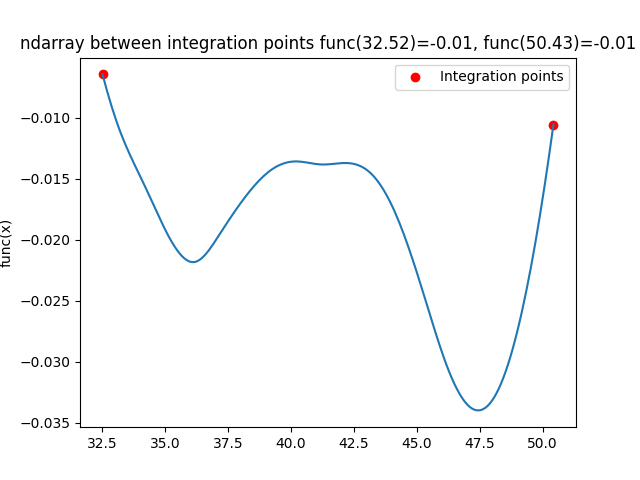 ndarray between integration points func(32.52)=-0.01, func(50.43)=-0.01
Integration points
func(x)
−0.010
−0.015
−0.020
−0.025
−0.030
−0.035
32.5 35.0 37.5 40.0 42.5 45.0 47.5 50.0